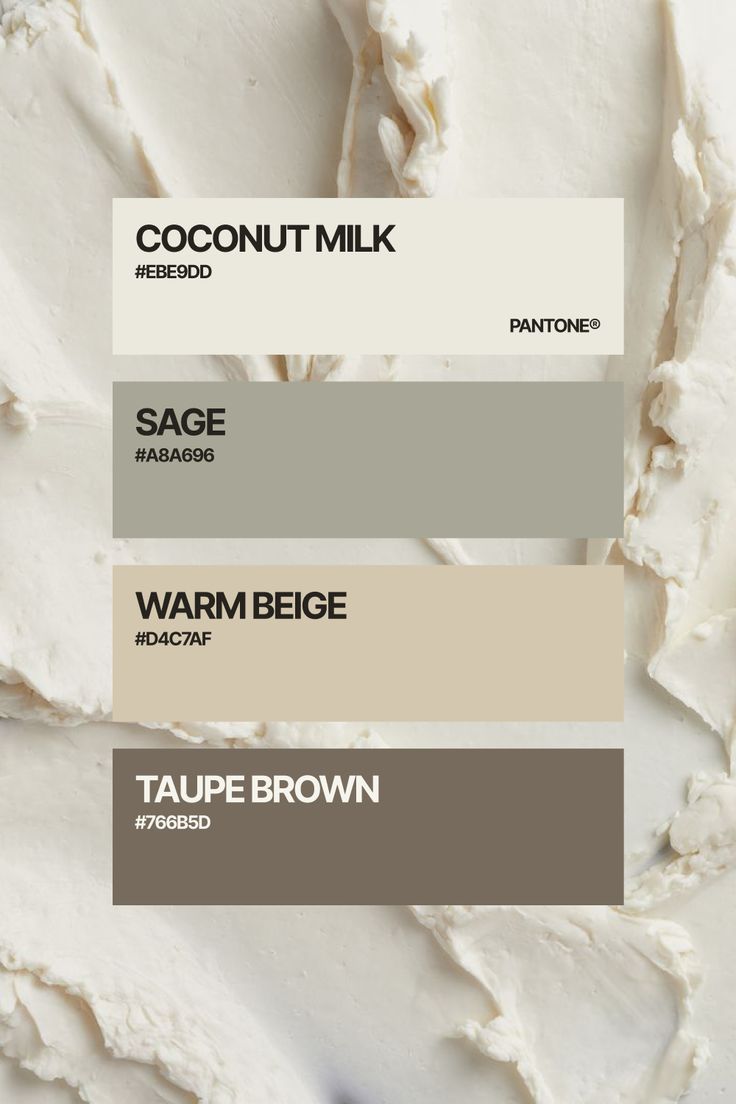 COCONUT MILK
#EBE9DD
PANTONE®
SAGE
#A8A696
WARM BEIGE
#D4C7AF
TAUPE BROWN
#766B5D